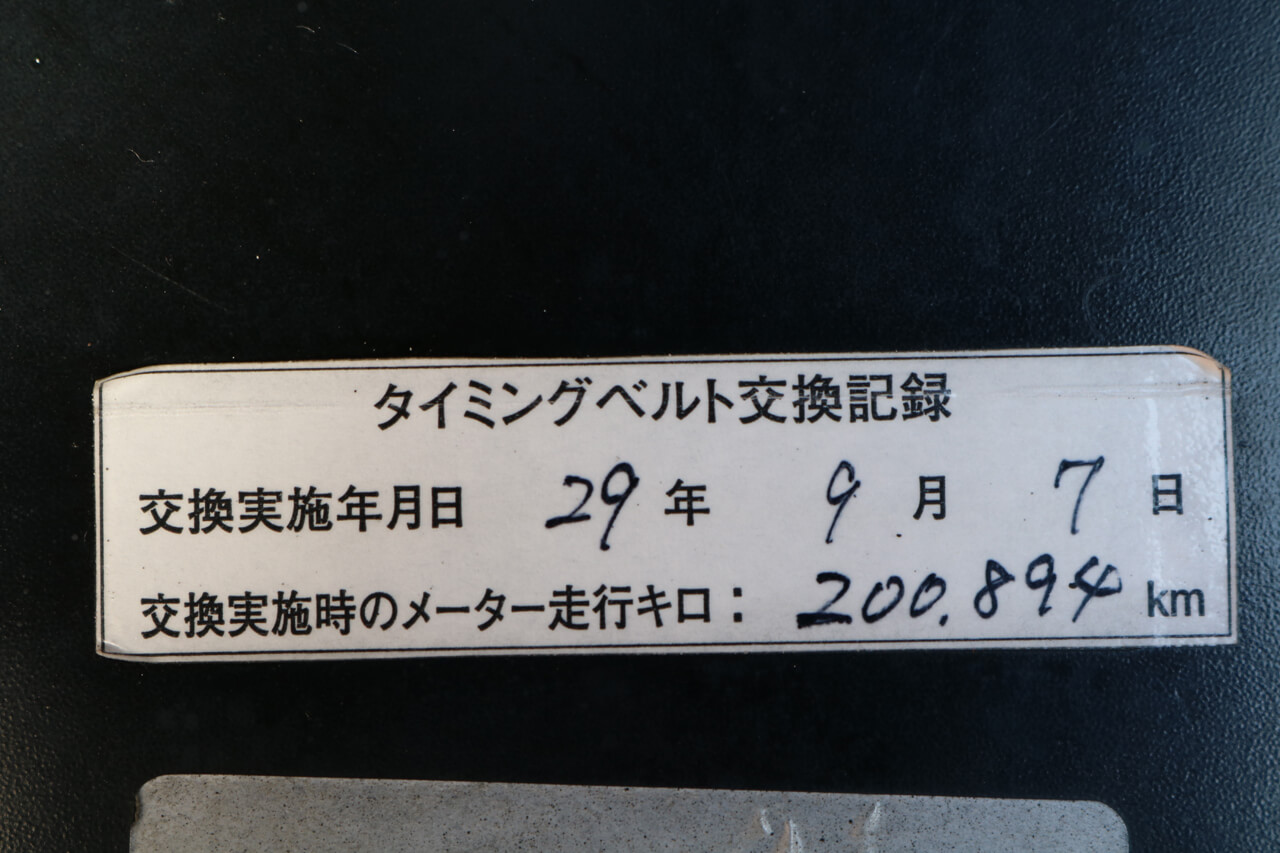 タイミングベルト交換記録
交換実施年月日 29年 9月 7日
交換実施時のメーター走行キロ： 200.894 km